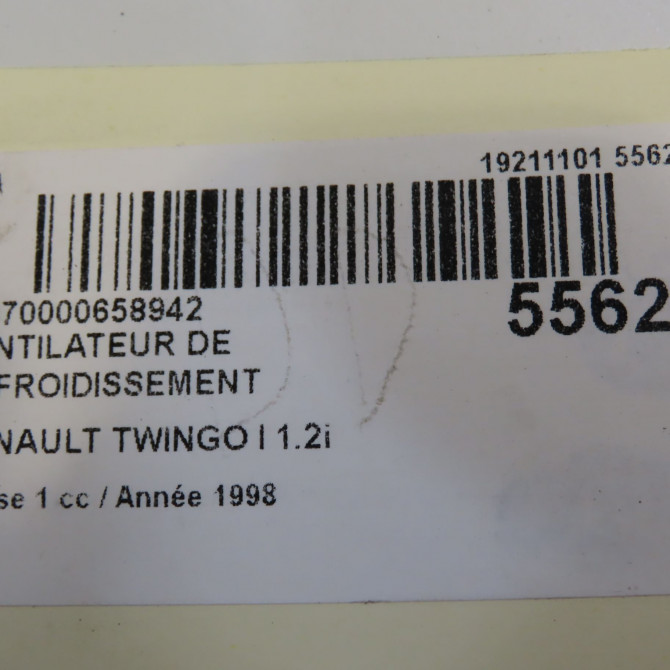 19211101 5562
70000658942
5562
NTILATEUR DE
FROIDISSEMENT
NAULT TWINGO I 1.2i
se 1 cc / Année 1998